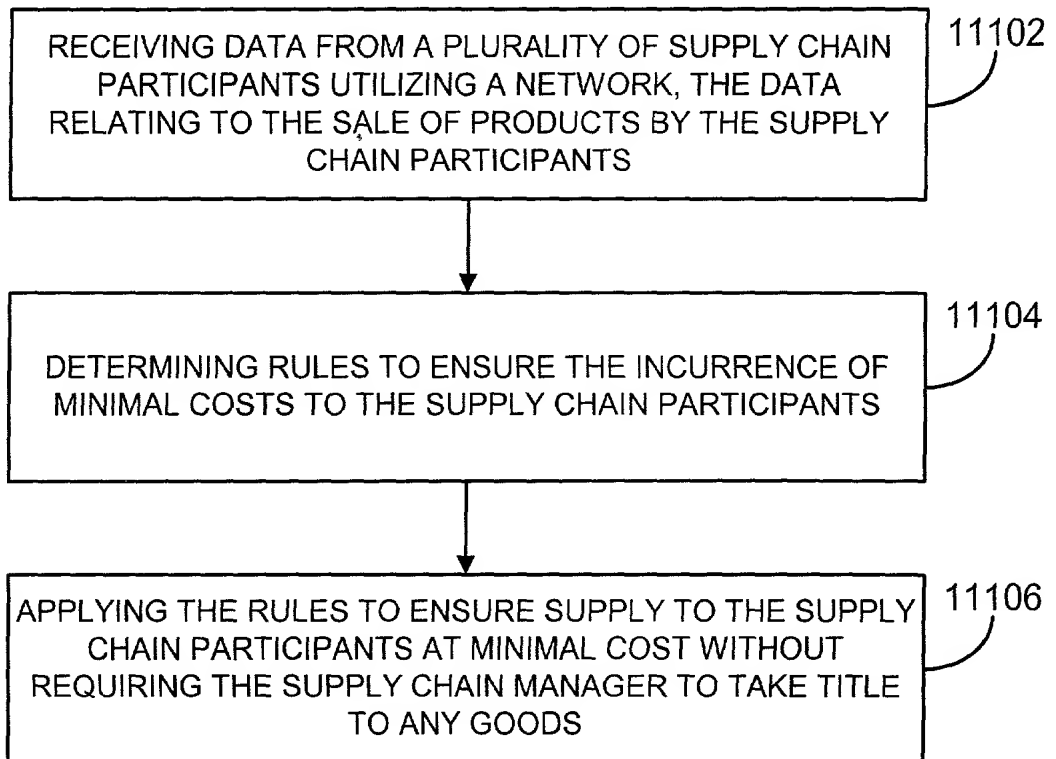 RECEIVING DATA FROM A PLURALITY OF SUPPLY CHAIN
PARTICIPANTS UTILIZING A NETWORK, THE DATA
RELATING TO THE SALE OF PRODUCTS BY THE SUPPLY
CHAIN PARTICIPANTS
11102
DETERMINING RULES TO ENSURE THE INCURRENCE OF
MINIMAL COSTS TO THE SUPPLY CHAIN PARTICIPANTS
11104
APPLYING THE RULES TO ENSURE SUPPLY TO THE SUPPLY
CHAIN PARTICIPANTS AT MINIMAL COST WITHOUT
REQUIRING THE SUPPLY CHAIN MANAGER TO TAKE TITLE
TO ANY GOODS
11106